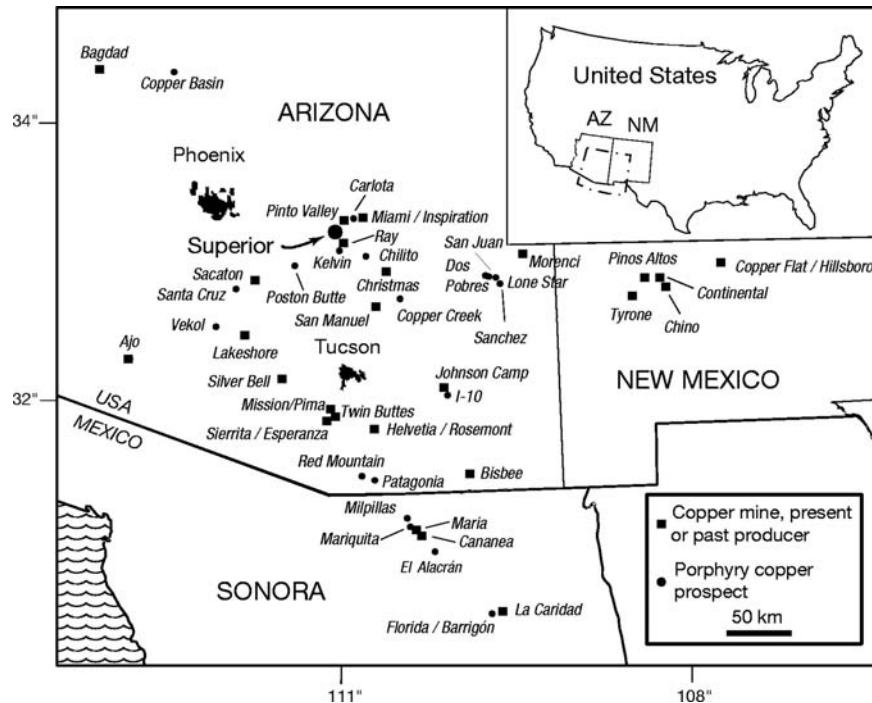 Bagdad
Copper Basin
ARIZONA
United States
AZ
NM
34"
Phoenix
Carlota
Pinto Valley
Miami / Inspiration
Superior
Ray
Kelvin
Chilito
San Juan
Morenci
Dos
Pobres
Lone Star
Sanchez
Pinos Altos
Copper Flat / Hillsboro
Continental
Tyrone
Chino
Sacaton
Santa Cruz
Poston Butte
Christmas
San Manuel
Copper Creek
Vekol
Lakeshore
Ajo
Tucson
Silver Bell
Johnson Camp
I-10
NEW MEXICO
32"
USA
MEXICO
Mission/Pima
Twin Buttes
Sierrita / Esperanza
Helvetia / Rosemont
Red Mountain
Patagonia
Bisbee
Milpillas
Mariquita
Maria
Cananea
El Alacrán
SONORA
La Caridad
Florida / Barrigón
Copper mine, present
or past producer
Porphyry copper
prospect
50 km
111"
108"